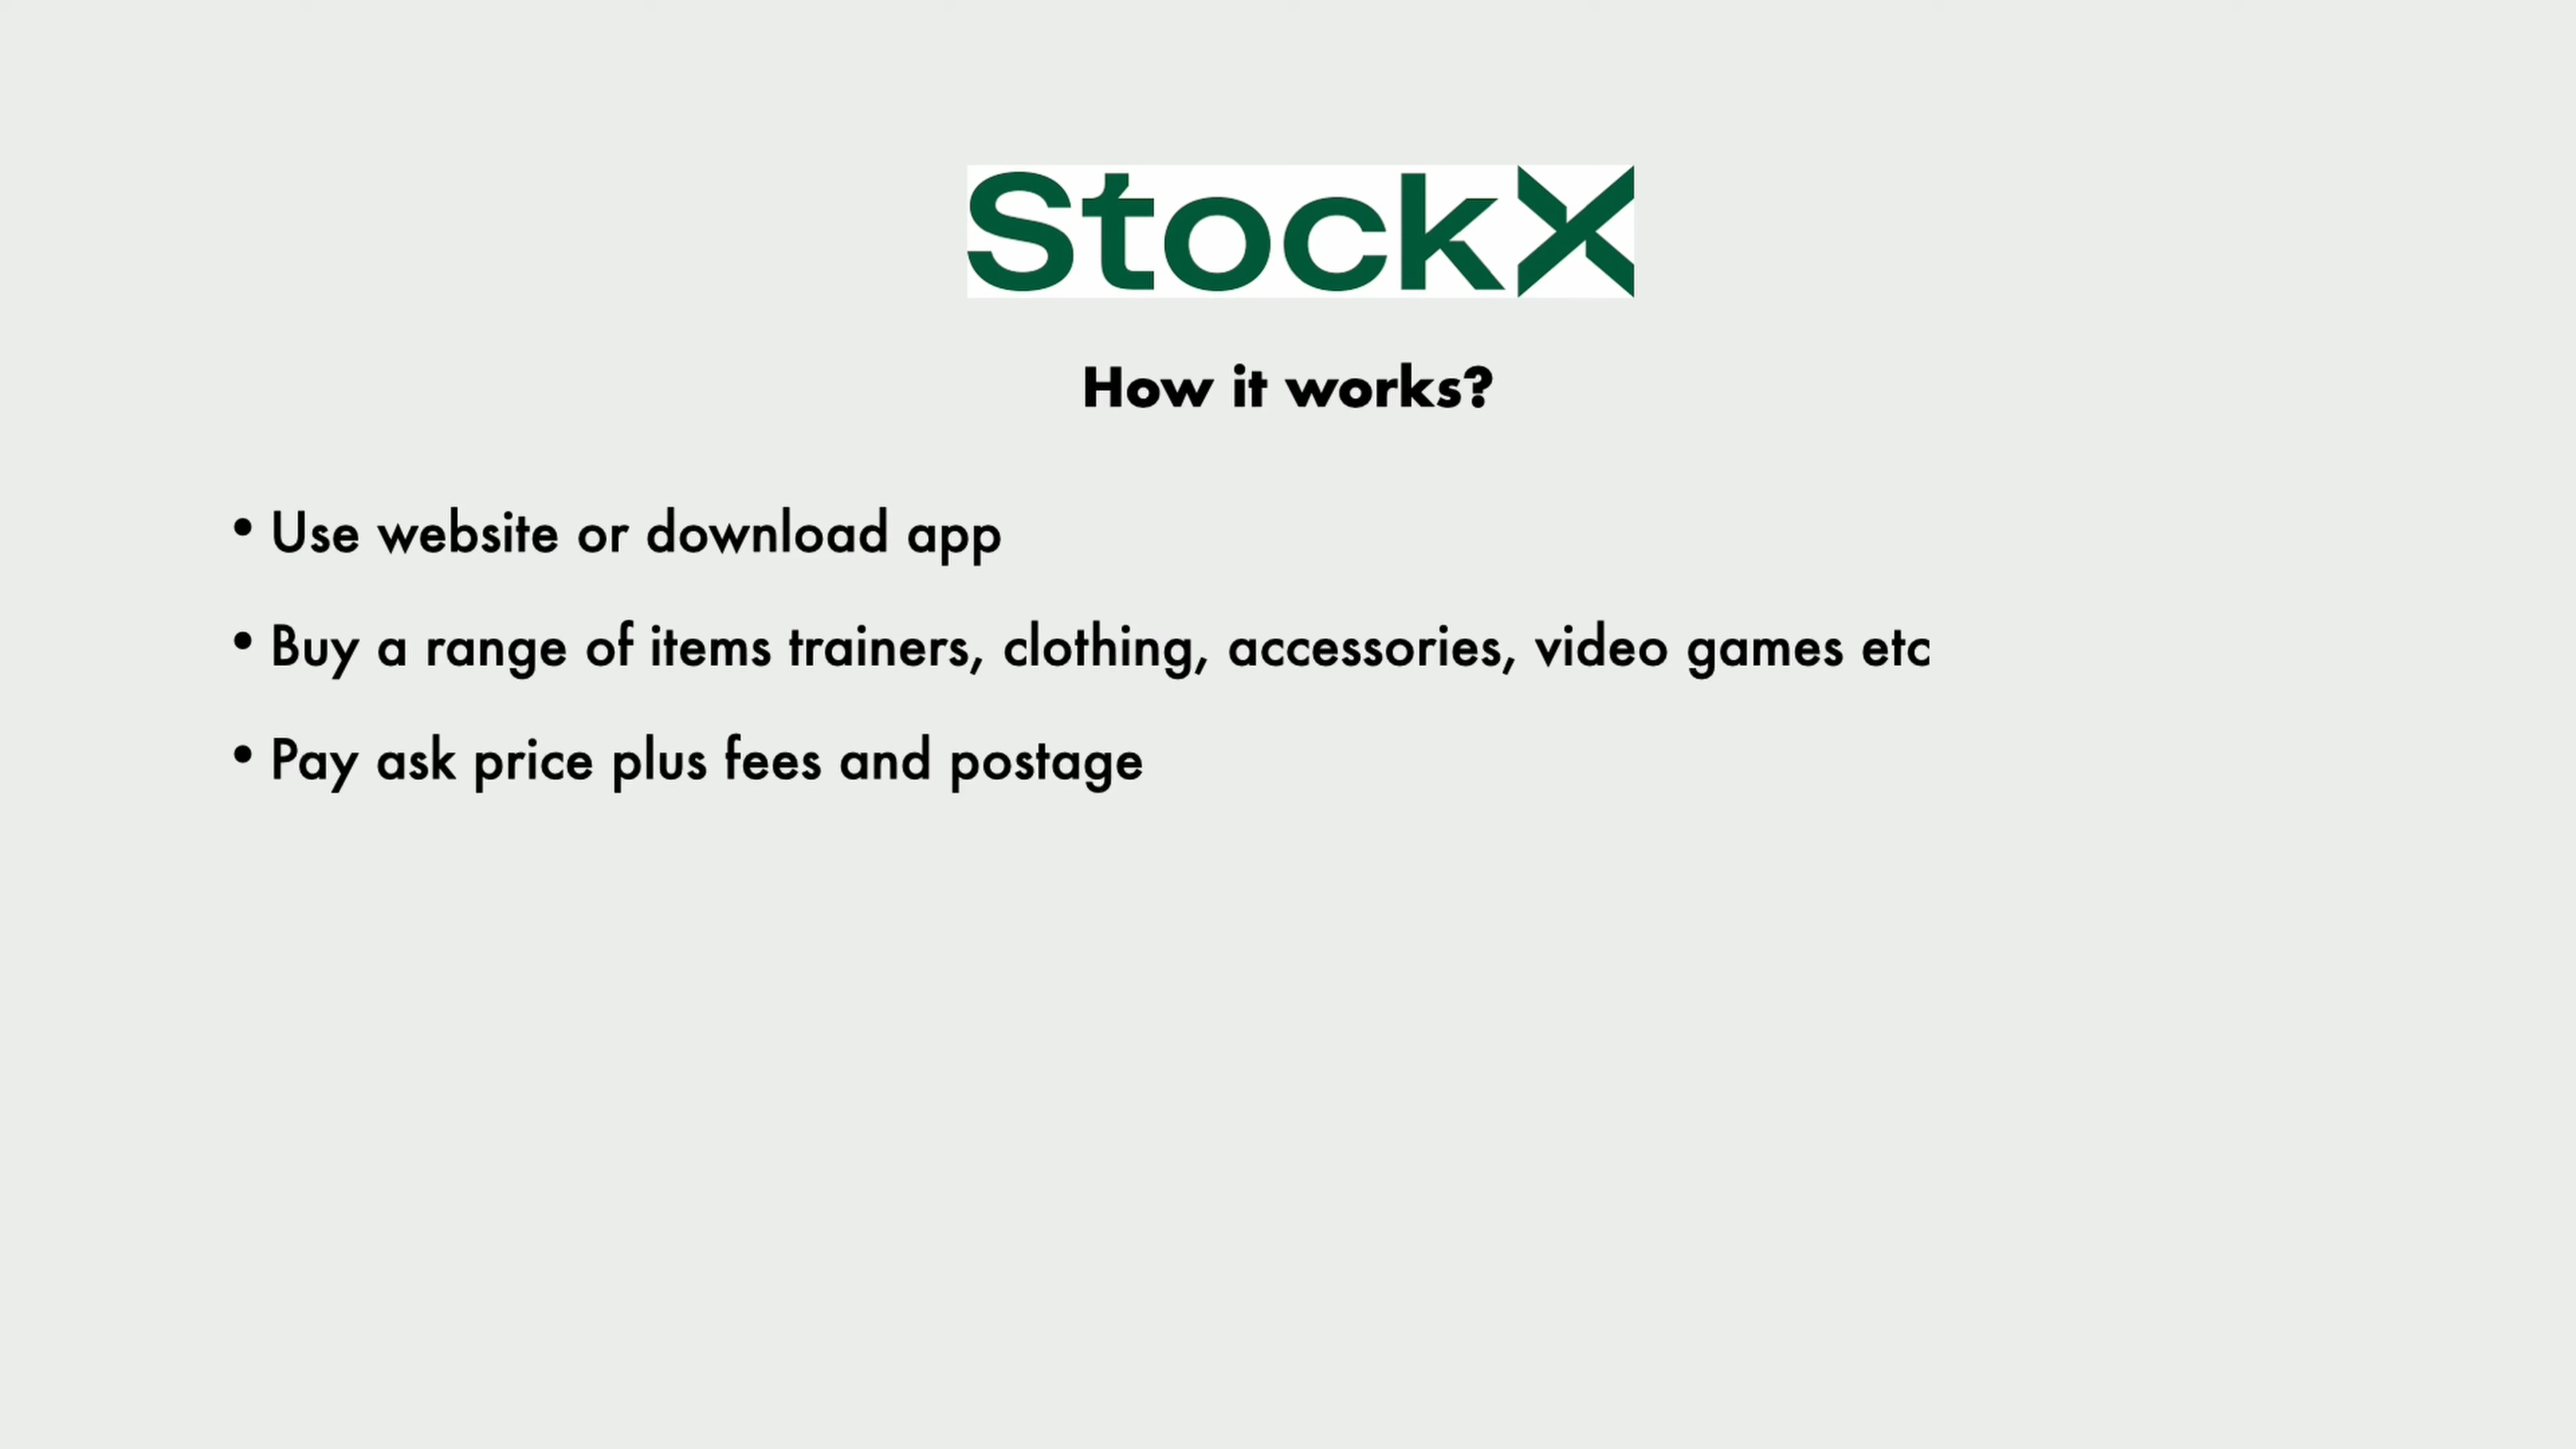 StockX
How it works?
• Use website or download app
• Buy a range of items trainers, clothing, accessories, video games etc
• Pay ask price plus fees and postage